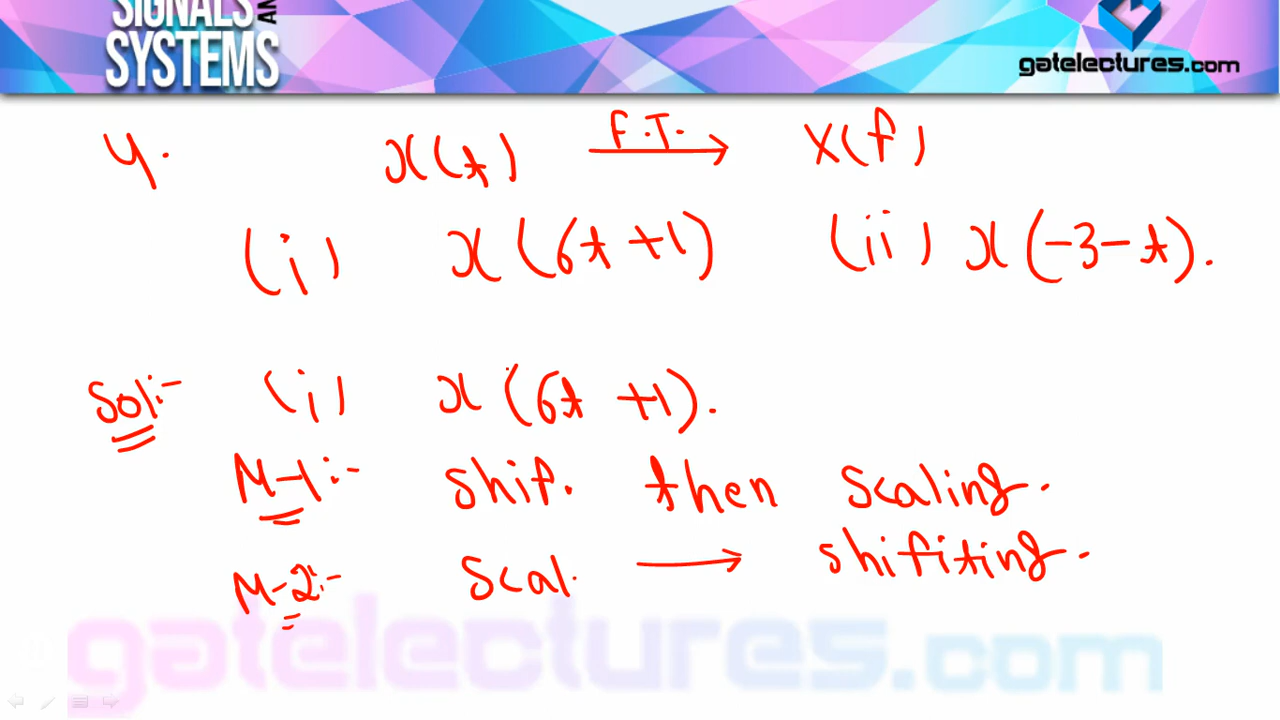 SIGNALS AND
SYSTEMS
gatelectures.com
4. x(t) F.T. → X(f)
(i) x(6t+1) (ii) x(-3-t).
Sol:- (i) x(6t+1).
M-1:- Shif. then Scaling.
M-2:- Scal. → shifiting.
gatelectures.com